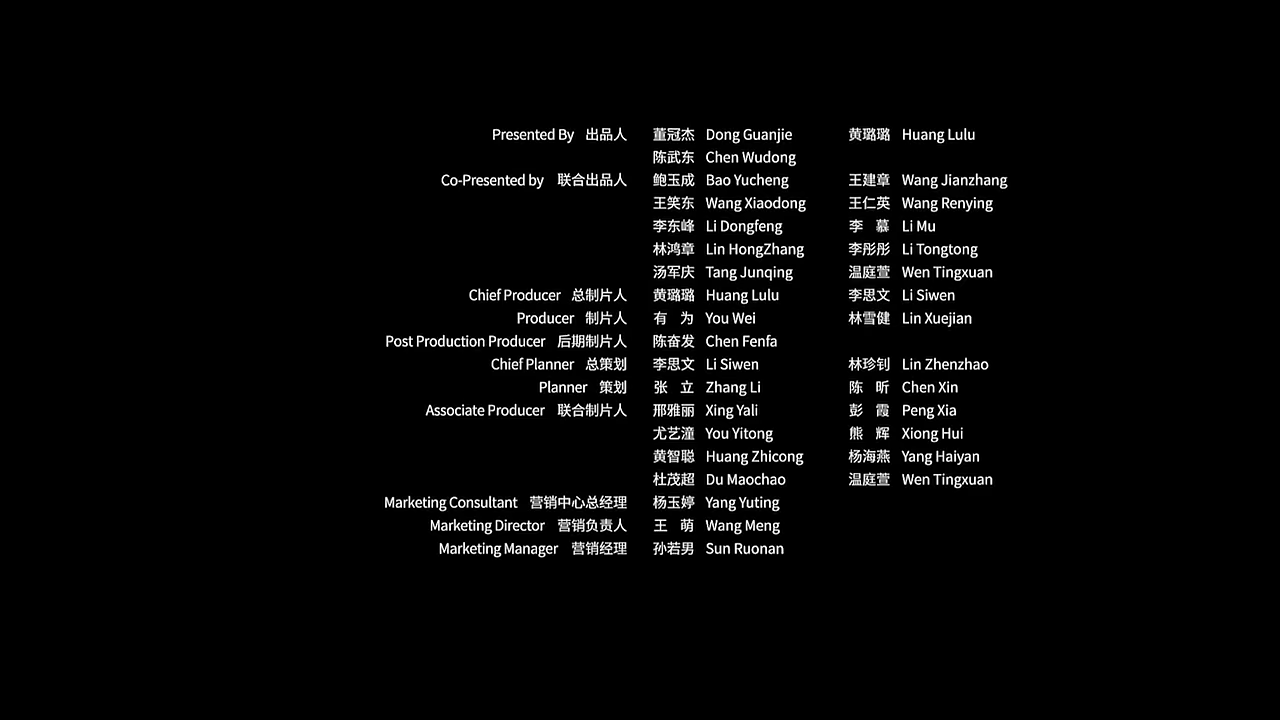 Presented By 出品人 董冠杰 Dong Guanjie 黄璐璐 Huang Lulu
陈武东 Chen Wudong
Co-Presented by 联合出品人 鲍玉成 Bao Yucheng 王建章 Wang Jianzhang
王笑东 Wang Xiaodong 王仁英 Wang Renying
李东峰 Li Dongfeng 李 慕 Li Mu
林鸿章 Lin HongZhang 李彤彤 Li Tongtong
汤军庆 Tang Junqing 温庭萱 Wen Tingxuan
Chief Producer 总制片人 黄璐璐 Huang Lulu 李思文 Li Siwen
Producer 制片人 有 为 You Wei 林雪健 Lin Xuejian
Post Production Producer 后期制片人 陈奋发 Chen Fenfa
Chief Planner 总策划 李思文 Li Siwen 林珍钊 Lin Zhenzhao
Planner 策划 张 立 Zhang Li 陈 昕 Chen Xin
Associate Producer 联合制片人 邢雅丽 Xing Yali 彭 霞 Peng Xia
尤艺潼 You Yitong 熊 辉 Xiong Hui
黄智聪 Huang Zhicong 杨海燕 Yang Haiyan
杜茂超 Du Maochao 温庭萱 Wen Tingxuan
Marketing Consultant 营销中心总经理 杨玉婷 Yang Yuting
Marketing Director 营销负责人 王 萌 Wang Meng
Marketing Manager 营销经理 孙若男 Sun Ruonan